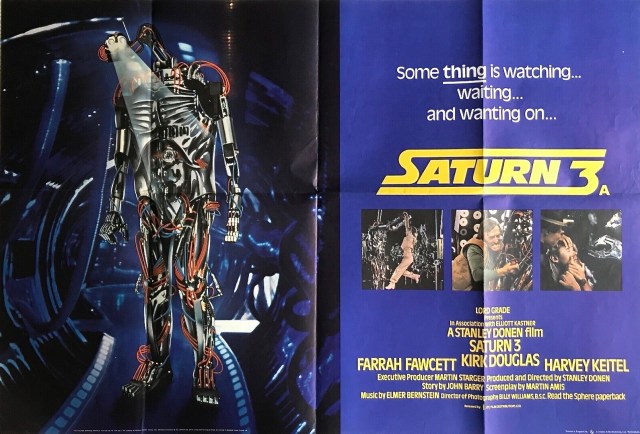 Some thing is watching...
waiting...
and wanting on...
SATURN 3
A
LORD GRADE
Presents
In Association with ELLIOTT KASTNER
A STANLEY DONEN film
SATURN 3
FARRAH FAWCETT KIRK DOUGLAS HARVEY KEITEL
Executive Producer MARTIN STARGER Produced and Directed by STANLEY DONEN
Story by JOHN BARRY Screenplay by MARTIN AMIS
Music by ELMER BERNSTEIN Director of Photography BILLY WILLIAMS, B.S.C. Read the Sphere paperback